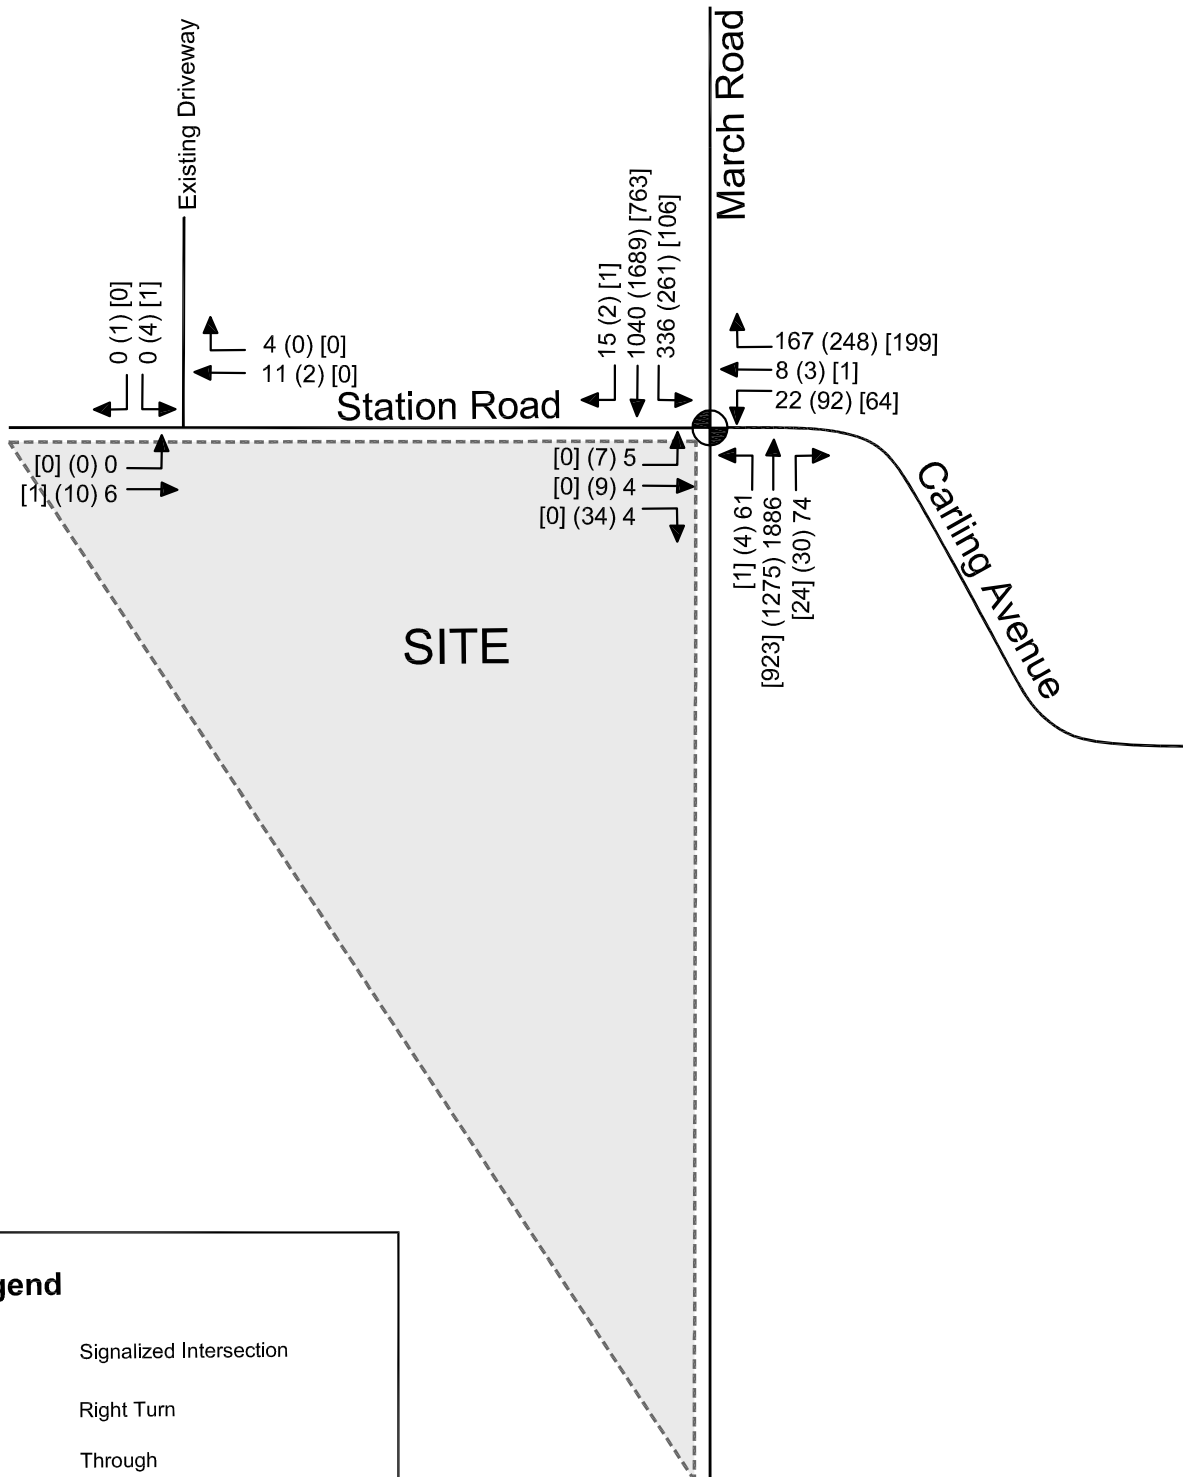 March Road
Existing Driveway
0 (1) [0]
0 (4) [1]
4 (0) [0]
11 (2) [0]
15 (2) [1]
1040 (1689) [763]
336 (261) [106]
167 (248) [199]
8 (3) [1]
22 (92) [64]
Station Road
[0] (0) 0
[1] (10) 6
[0] (7) 5
[0] (9) 4
[0] (34) 4
[1] (4) 61
[923] (1275) 1886
[24] (30) 74
Carling Avenue
SITE
gend
Signalized Intersection
Right Turn
Through